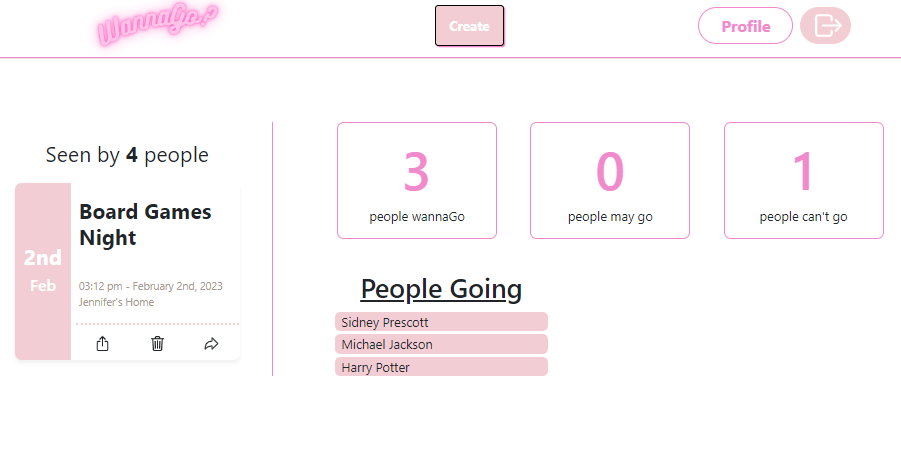 WannaGo?
Create
Profile
Seen by 4 people
2nd
Feb
Board Games
Night
03:12 pm - February 2nd, 2023
Jennifer's Home
3
people wannaGo
0
people may go
1
people can't go
People Going
Sidney Prescott
Michael Jackson
Harry Potter